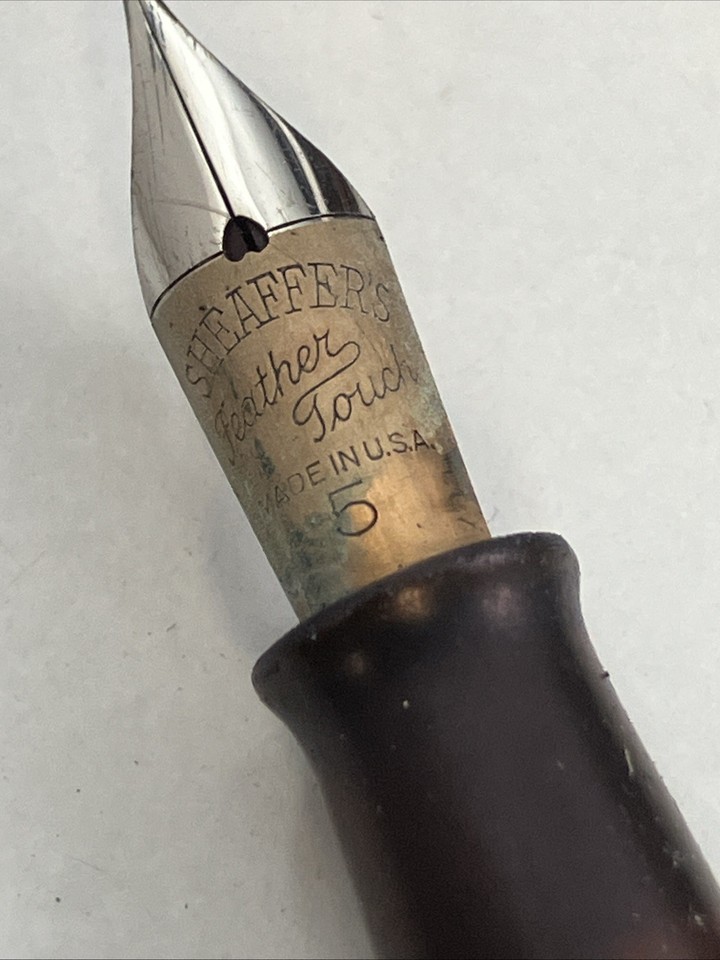 SHEAFFER'S
Feather
Touch
MADE IN U.S.A.
5